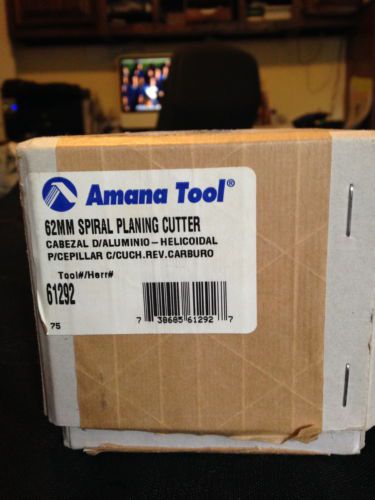 Amana Tool®
62MM SPIRAL PLANING CUTTER
CABEZAL D/ALUMINIO-HELICOIDAL
P/CEPILLAR C/CUCH.REV.CARBURO
Tool#/Herr#
61292
75
7 38685 61292 7